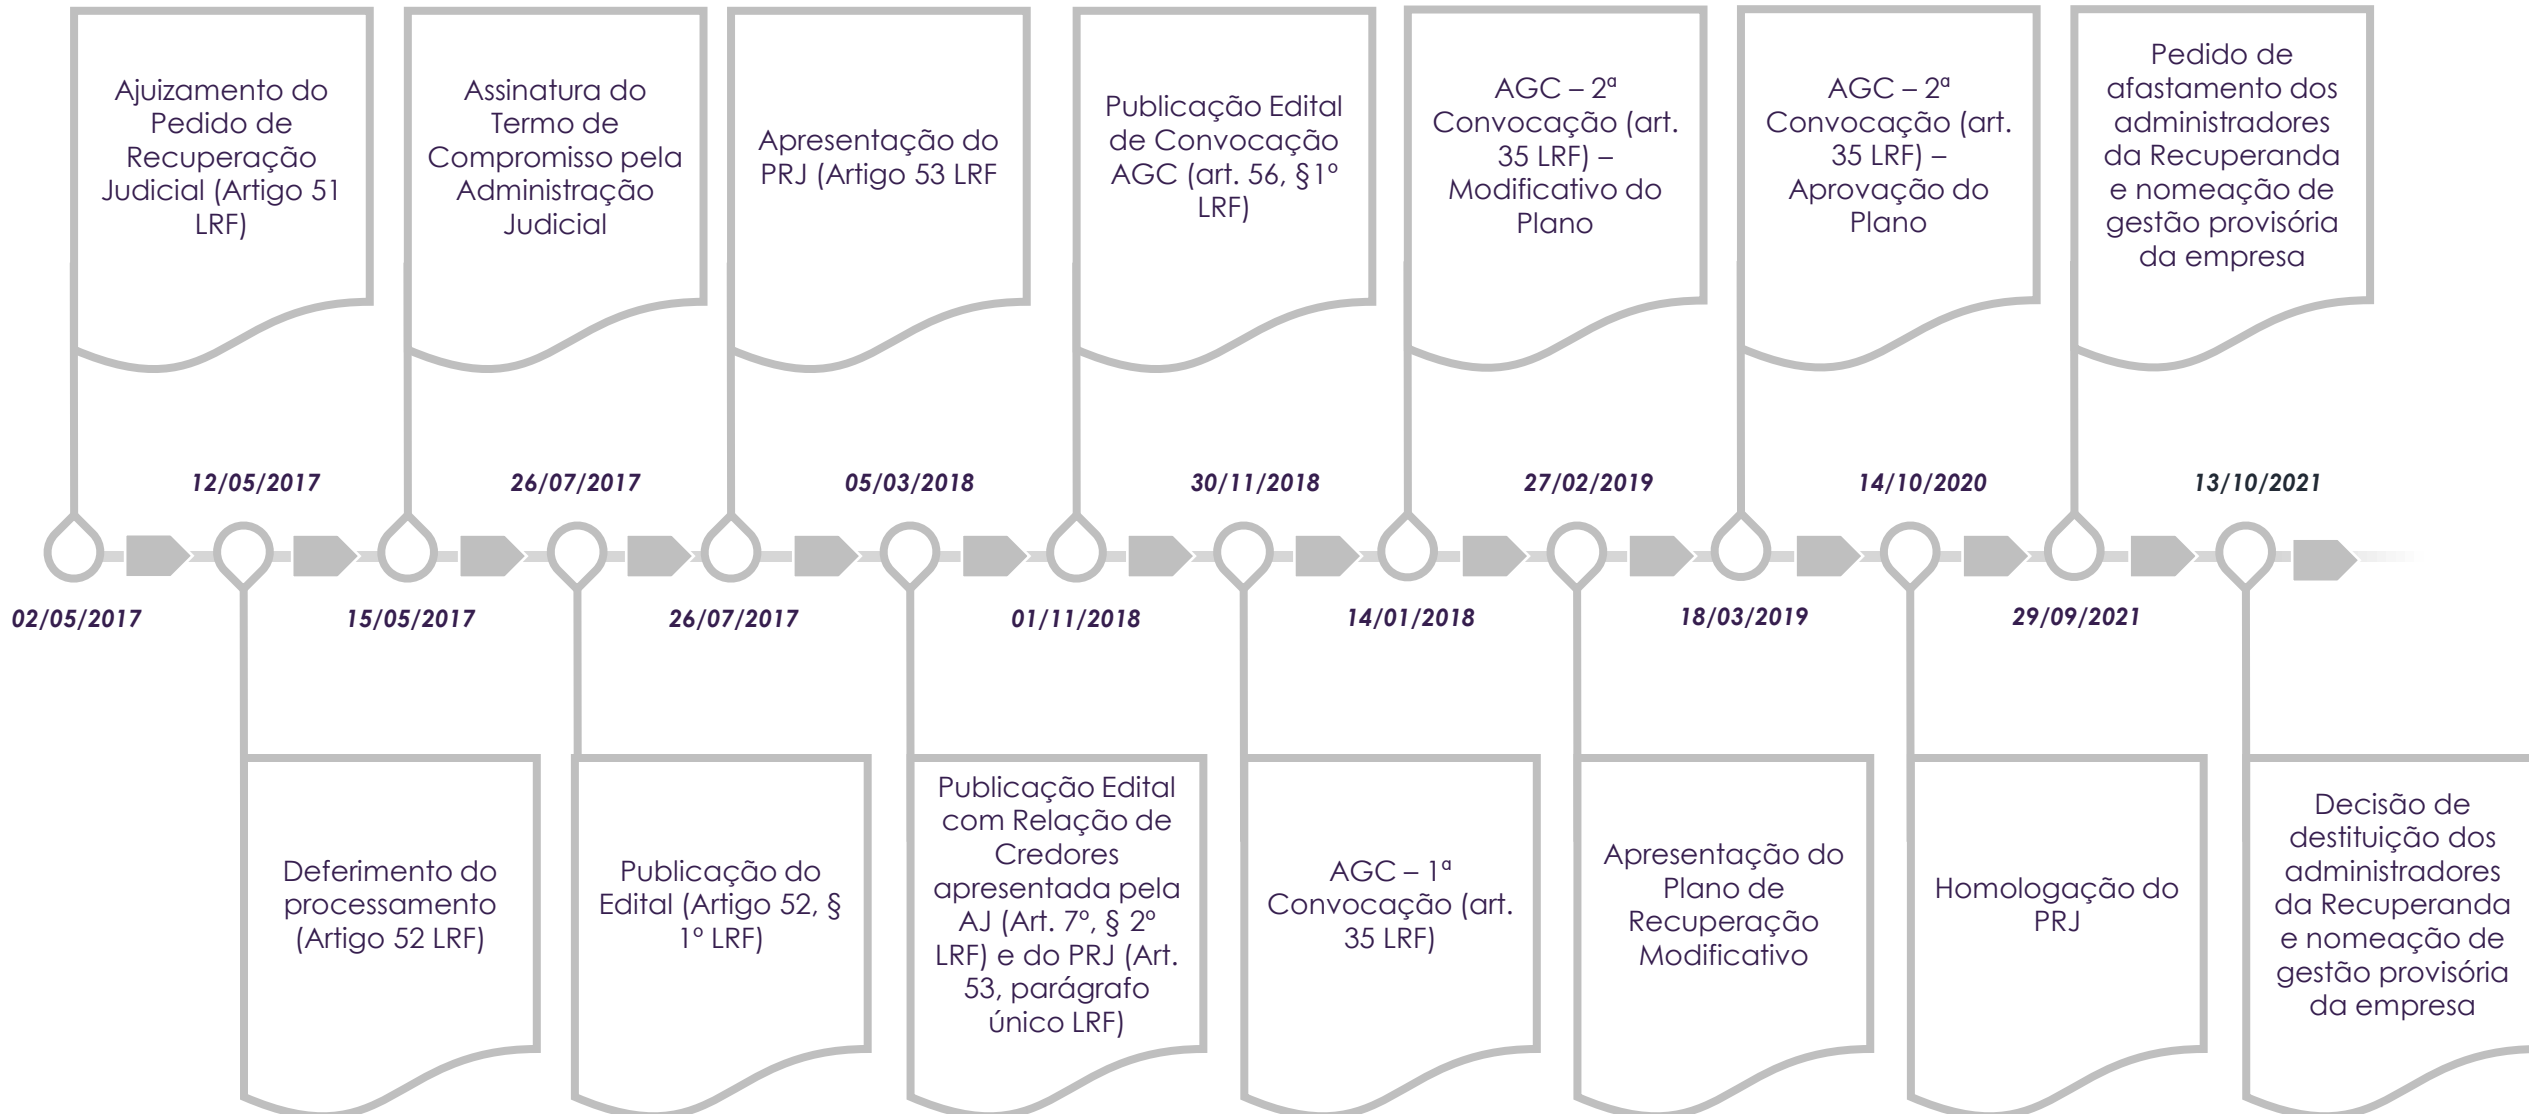 Ajuizamento do
Pedido de
Recuperação
Judicial (Artigo 51
LRF)
Assinatura do
Termo de
Compromisso pela
Administração
Judicial
Apresentação do
PRJ (Artigo 53 LRF
Publicação Edital
de Convocação
AGC (art. 56, §1º
LRF)
AGC – 2ª
Convocação (art.
35 LRF) –
Modificativo do
Plano
AGC – 2ª
Convocação (art.
35 LRF) –
Aprovação do
Plano
Pedido de
afastamento dos
administradores
da Recuperanda
e nomeação de
gestão provisória
da empresa
12/05/2017
26/07/2017
05/03/2018
30/11/2018
27/02/2019
14/10/2020
13/10/2021
02/05/2017
15/05/2017
26/07/2017
01/11/2018
14/01/2018
18/03/2019
29/09/2021
Deferimento do
processamento
(Artigo 52 LRF)
Publicação do
Edital (Artigo 52, §
1º LRF)
Publicação Edital
com Relação de
Credores
apresentada pela
AJ (Art. 7º, § 2º
LRF) e do PRJ (Art.
53, parágrafo
único LRF)
AGC – 1ª
Convocação (art.
35 LRF)
Apresentação do
Plano de
Recuperação
Modificativo
Homologação do
PRJ
Decisão de
destituição dos
administradores
da Recuperanda
e nomeação de
gestão provisória
da empresa